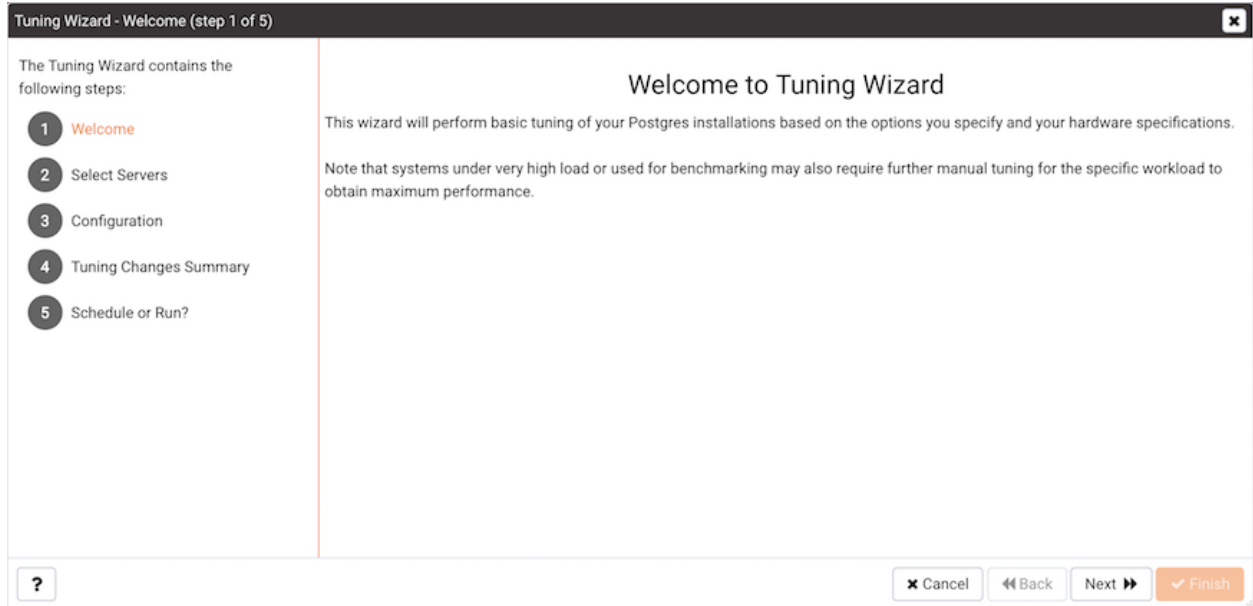 Tuning Wizard - Welcome (step 1 of 5)
The Tuning Wizard contains the
following steps:
1 Welcome
2 Select Servers
3 Configuration
4 Tuning Changes Summary
5 Schedule or Run?
Welcome to Tuning Wizard
This wizard will perform basic tuning of your Postgres installations based on the options you specify and your hardware specifications.
Note that systems under very high load or used for benchmarking may also require further manual tuning for the specific workload to
obtain maximum performance.
? Cancel Back Next Finish